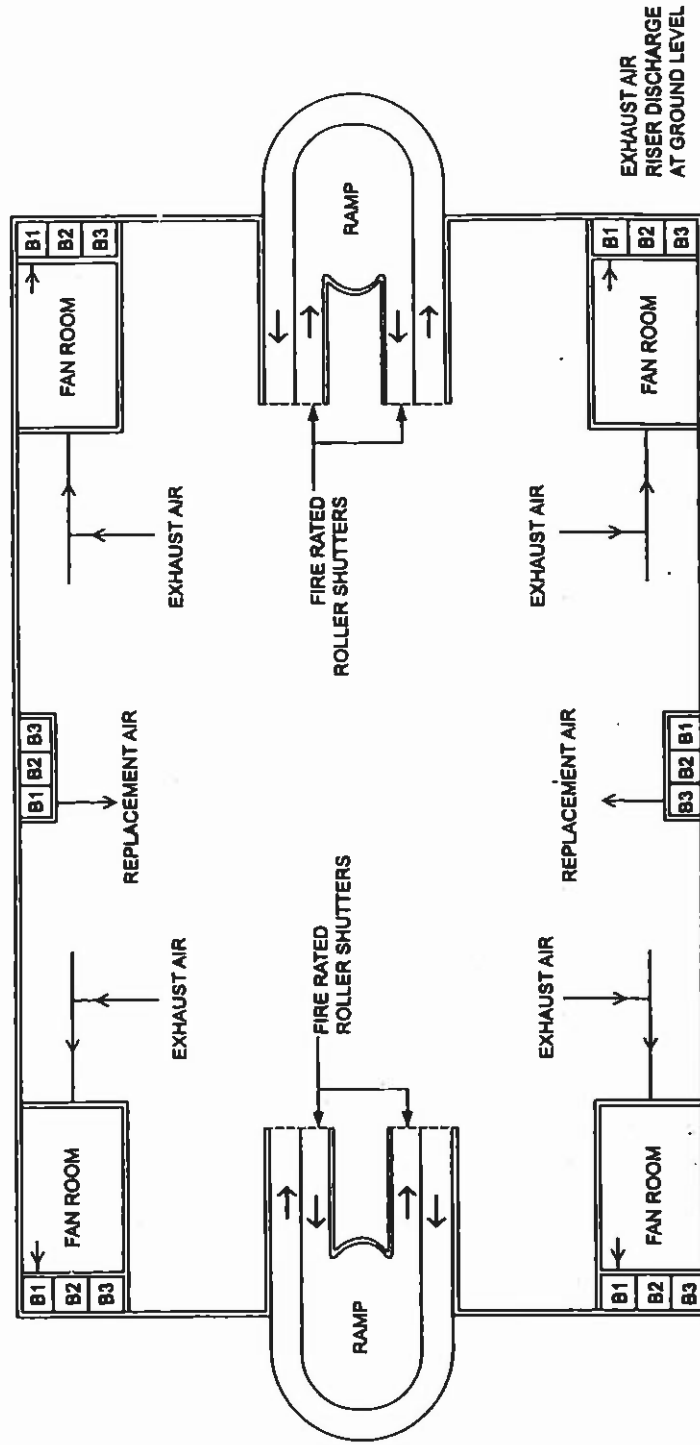 B1
B2
B3
FAN ROOM
B1 B2 B3
FAN ROOM
B1
B2
B3
EXHAUST AIR
REPLACEMENT AIR
EXHAUST AIR
RAMP
FIRE RATED
ROLLER SHUTTERS
FIRE RATED
ROLLER SHUTTERS
RAMP
EXHAUST AIR
REPLACEMENT AIR
EXHAUST AIR
B1
B2
B3
FAN ROOM
B3 B2 B1
FAN ROOM
B1
B2
B3
EXHAUST AIR
RISER DISCHARGE
AT GROUND LEVEL